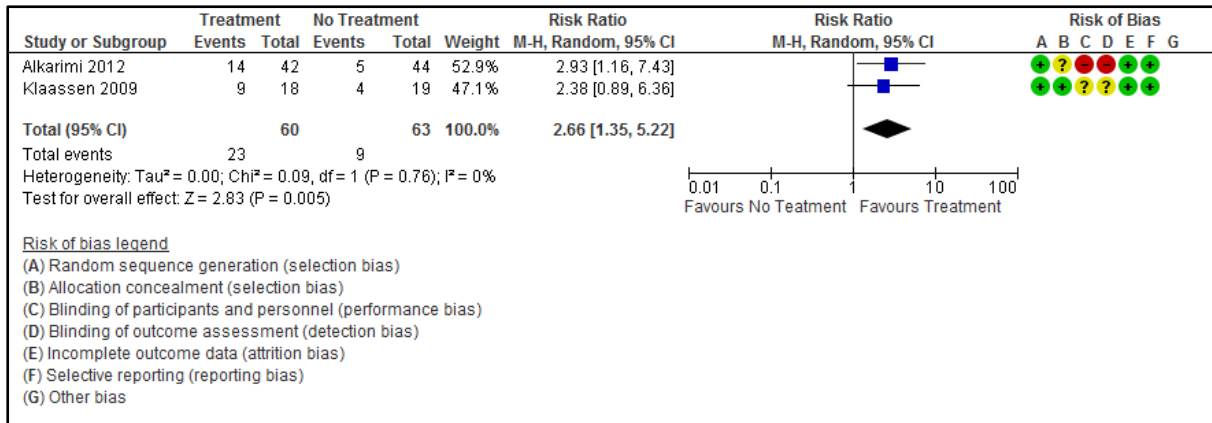 Treatment No Treatment Risk Ratio Risk Ratio Risk of Bias
Study or Subgroup Events Total Events Total Weight M-H, Random, 95% CI M-H, Random, 95% CI A B C D E F G
Alkarimi 2012 14 42 5 44 52.9% 2.93 [1.16, 7.43] + ? - - + +
Klaassen 2009 9 18 4 19 47.1% 2.38 [0.89, 6.36] + + ? ? + +
Total (95% CI) 60 63 100.0% 2.66 [1.35, 5.22]
Total events 23 9
Heterogeneity: Tau² = 0.00; Chi² = 0.09, df = 1 (P = 0.76); I² = 0%
Test for overall effect: Z = 2.83 (P = 0.005)
0.01 0.1 1 10 100
Favours No Teatment Favours Treatment
Risk of bias legend
(A) Random sequence generation (selection bias)
(B) Allocation concealment (selection bias)
(C) Blinding of participants and personnel (performance bias)
(D) Blinding of outcome assessment (detection bias)
(E) Incomplete outcome data (attrition bias)
(F) Selective reporting (reporting bias)
(G) Other bias